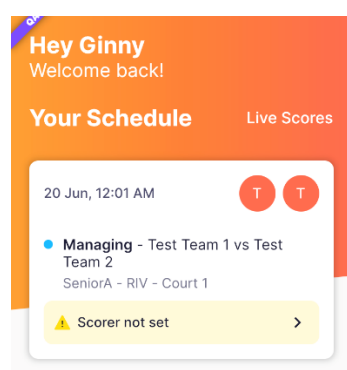 QA
Hey Ginny
Welcome back!
Your Schedule
Live Scores
20 Jun, 12:01 AM
T
T
Managing - Test Team 1 vs Test
Team 2
SeniorA - RIV - Court 1
Scorer not set